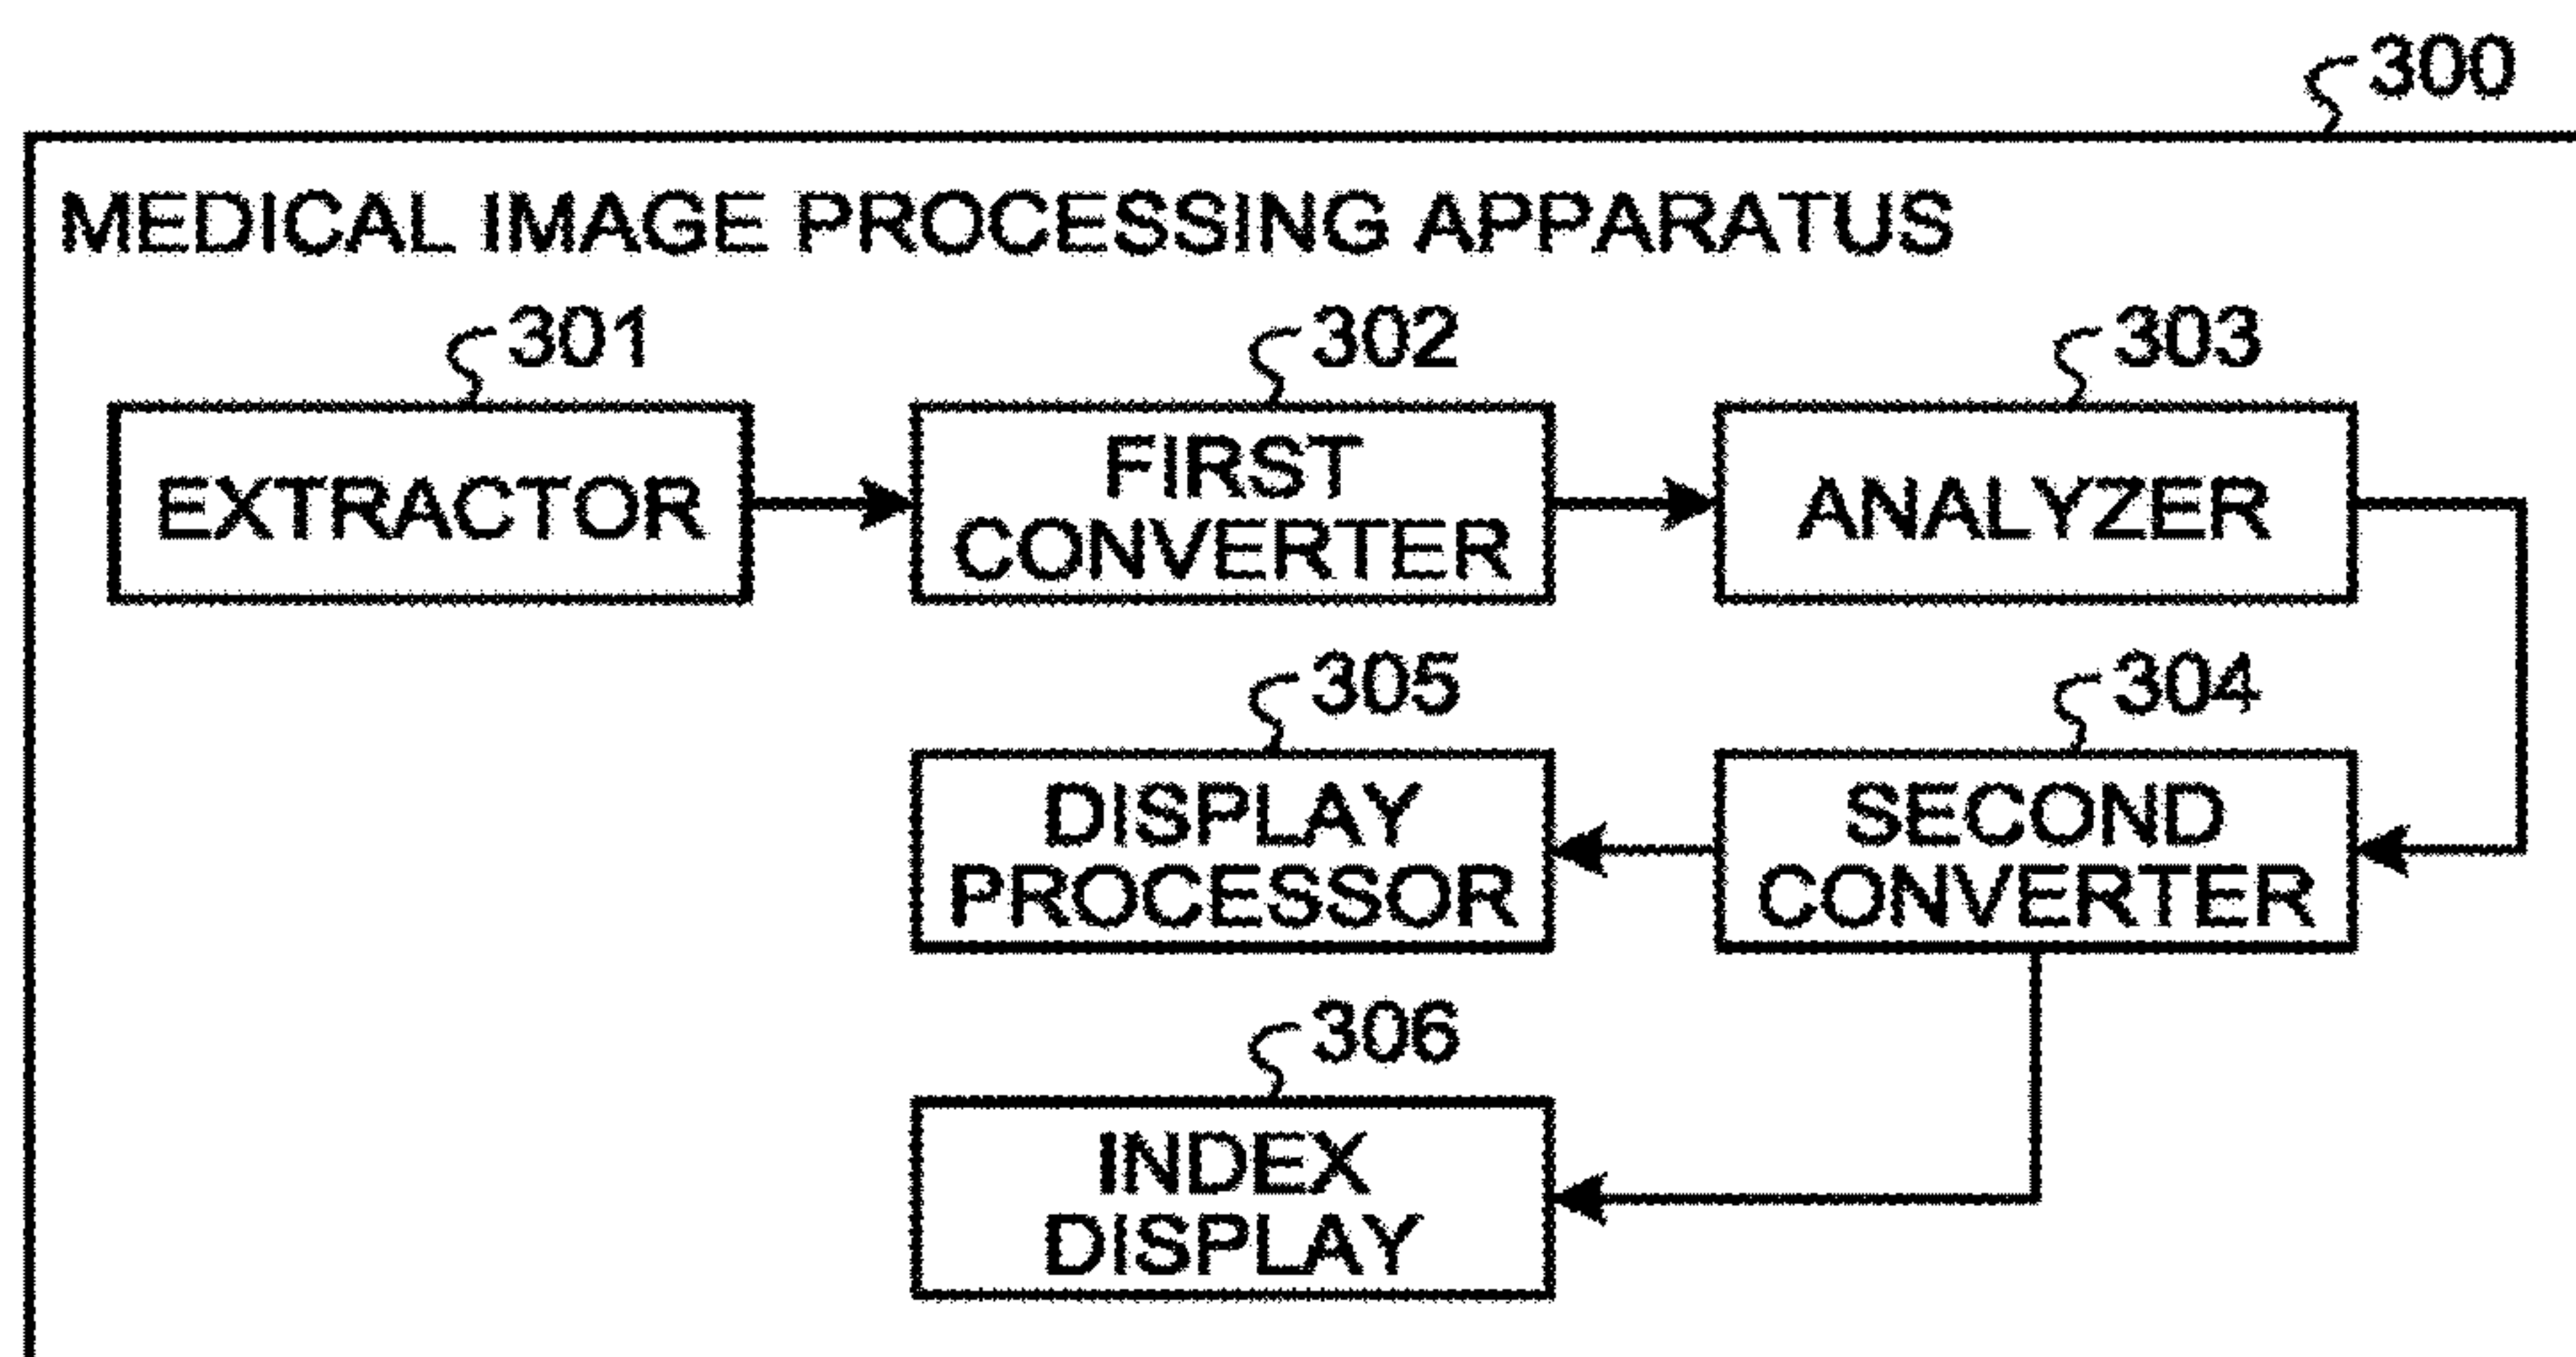 300
MEDICAL IMAGE PROCESSING APPARATUS
301
302
303
EXTRACTOR
FIRST
CONVERTER
ANALYZER
305
304
DISPLAY
PROCESSOR
SECOND
CONVERTER
306
INDEX
DISPLAY